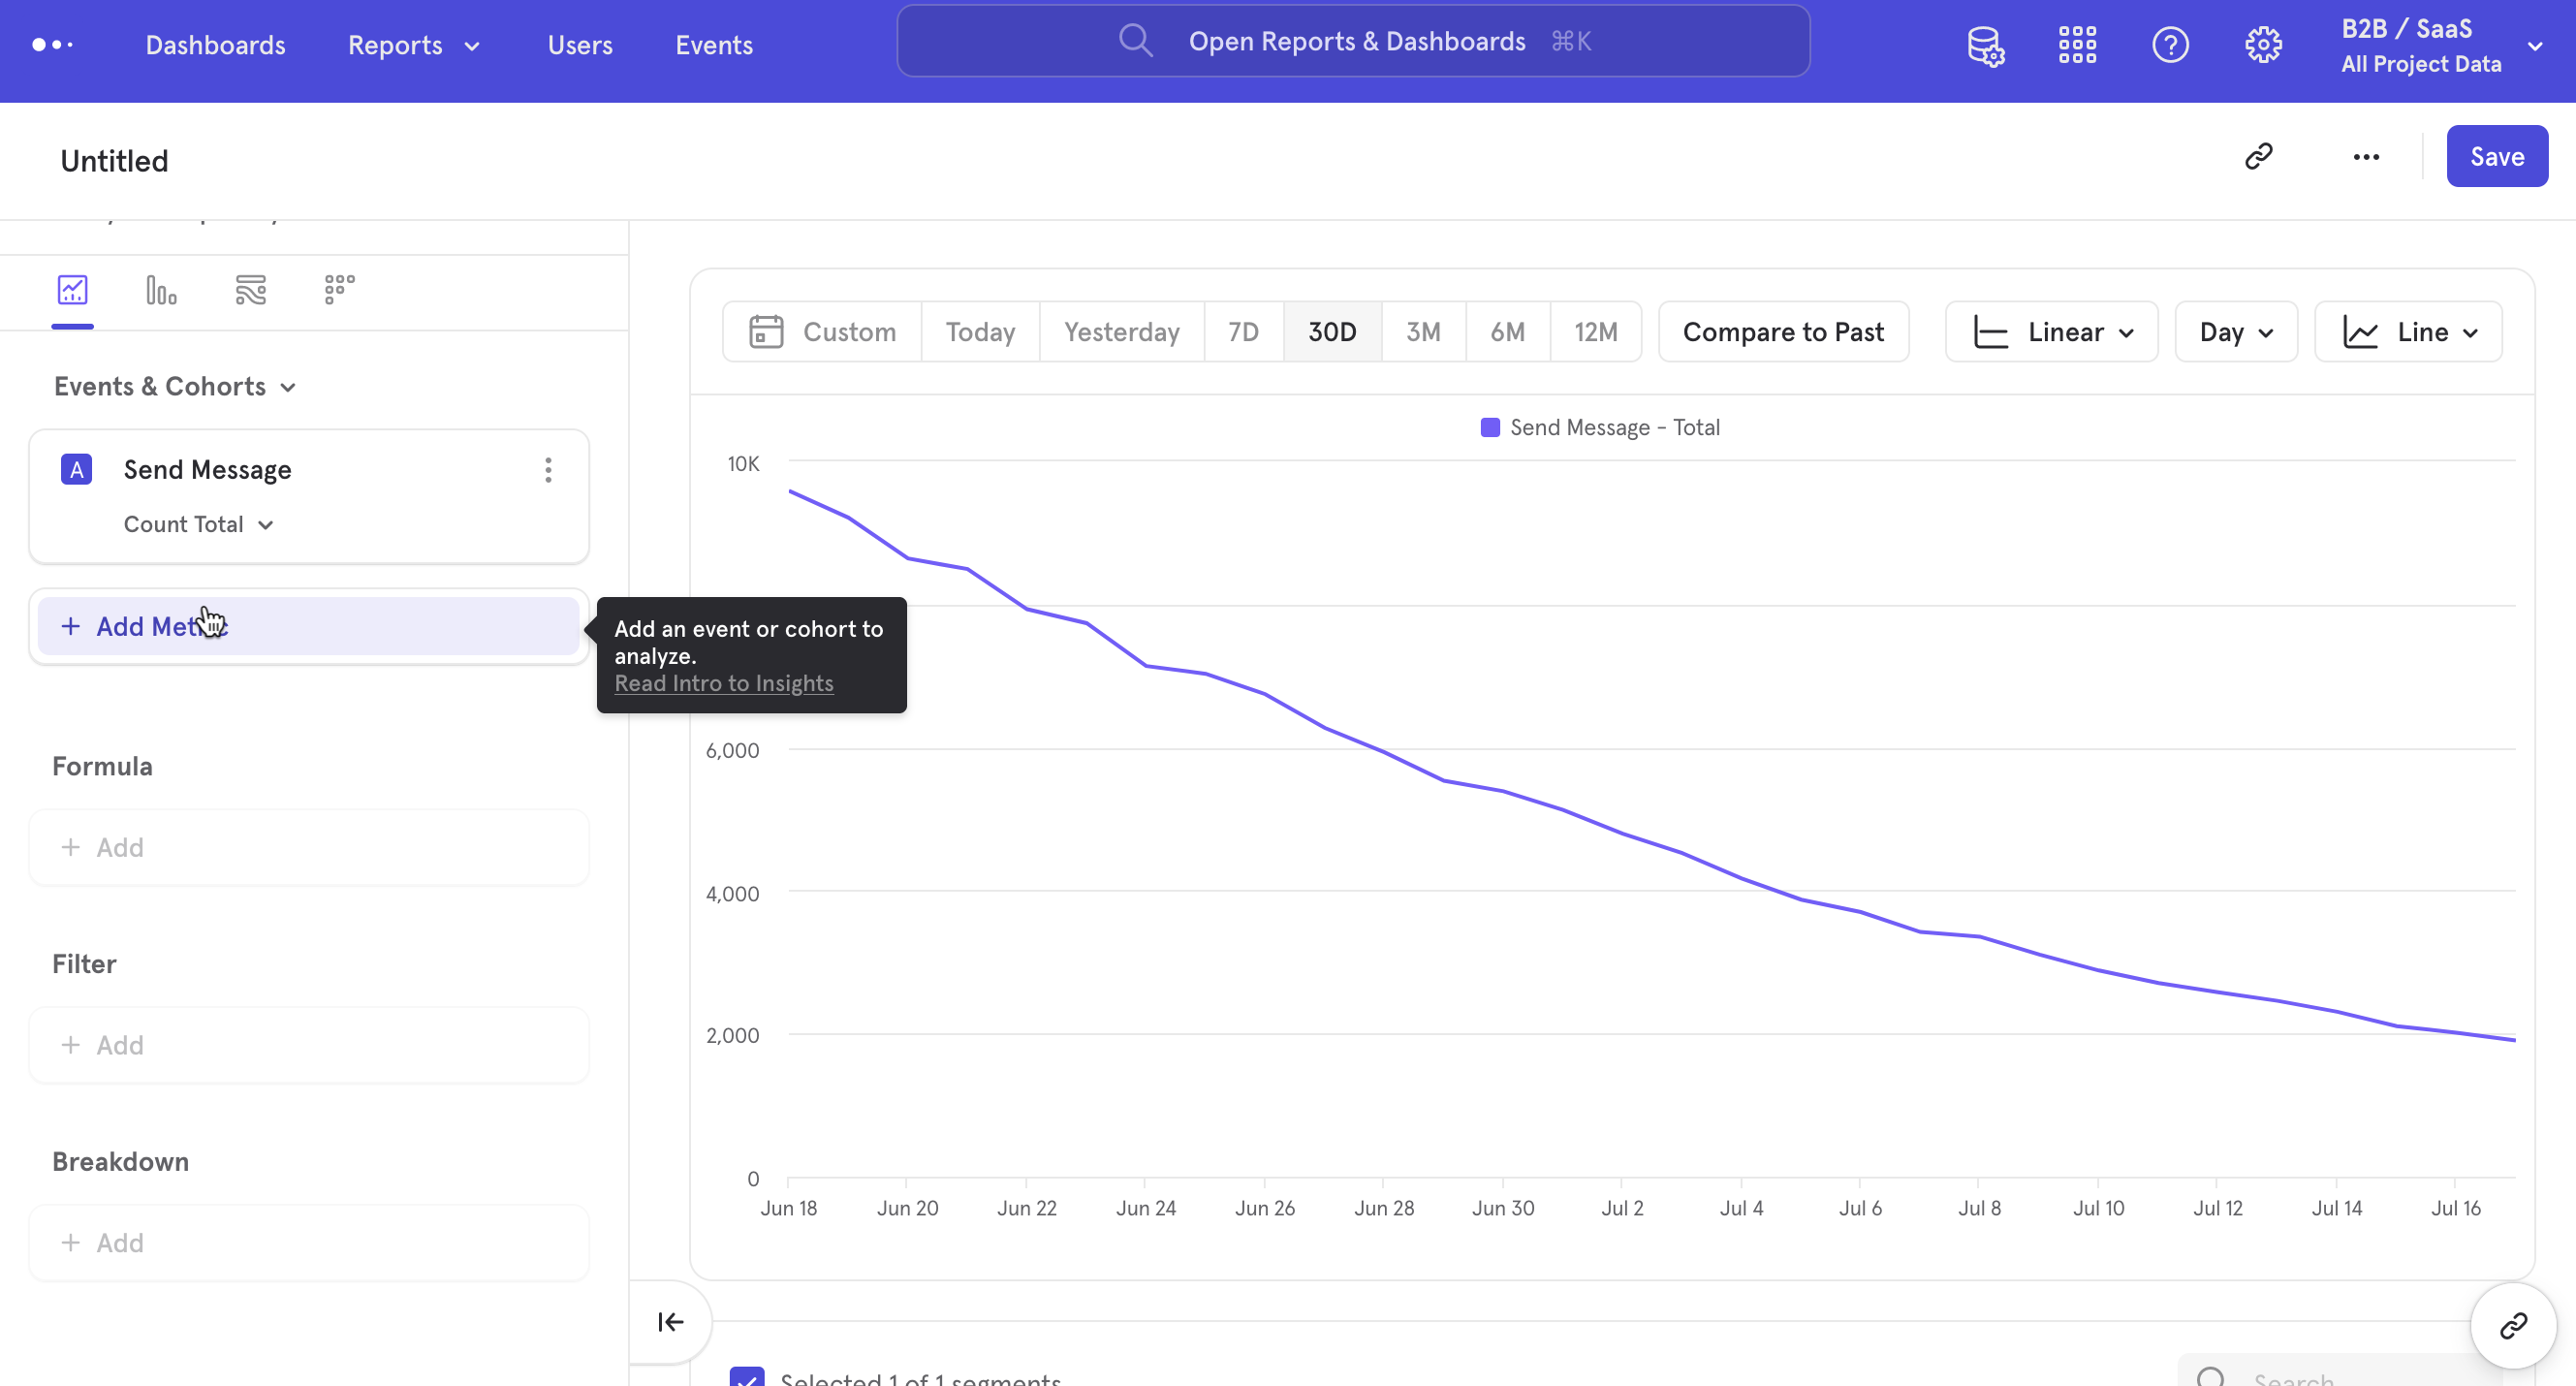 Dashboards
Reports
Users
Events
Open Reports & Dashboards ⌘K
B2B / SaaS
All Project Data
Untitled
Save
Events & Cohorts
A Send Message
Count Total
+ Add Metric
Add an event or cohort to
analyze.
Read Intro to Insights
Formula
+ Add
Filter
+ Add
Breakdown
+ Add
Custom
Today
Yesterday
7D
30D
3M
6M
12M
Compare to Past
Linear
Day
Line
Send Message - Total
10K
6,000
4,000
2,000
0
Jun 18
Jun 20
Jun 22
Jun 24
Jun 26
Jun 28
Jun 30
Jul 2
Jul 4
Jul 6
Jul 8
Jul 10
Jul 12
Jul 14
Jul 16
Selected 1 of 1 segments
Search